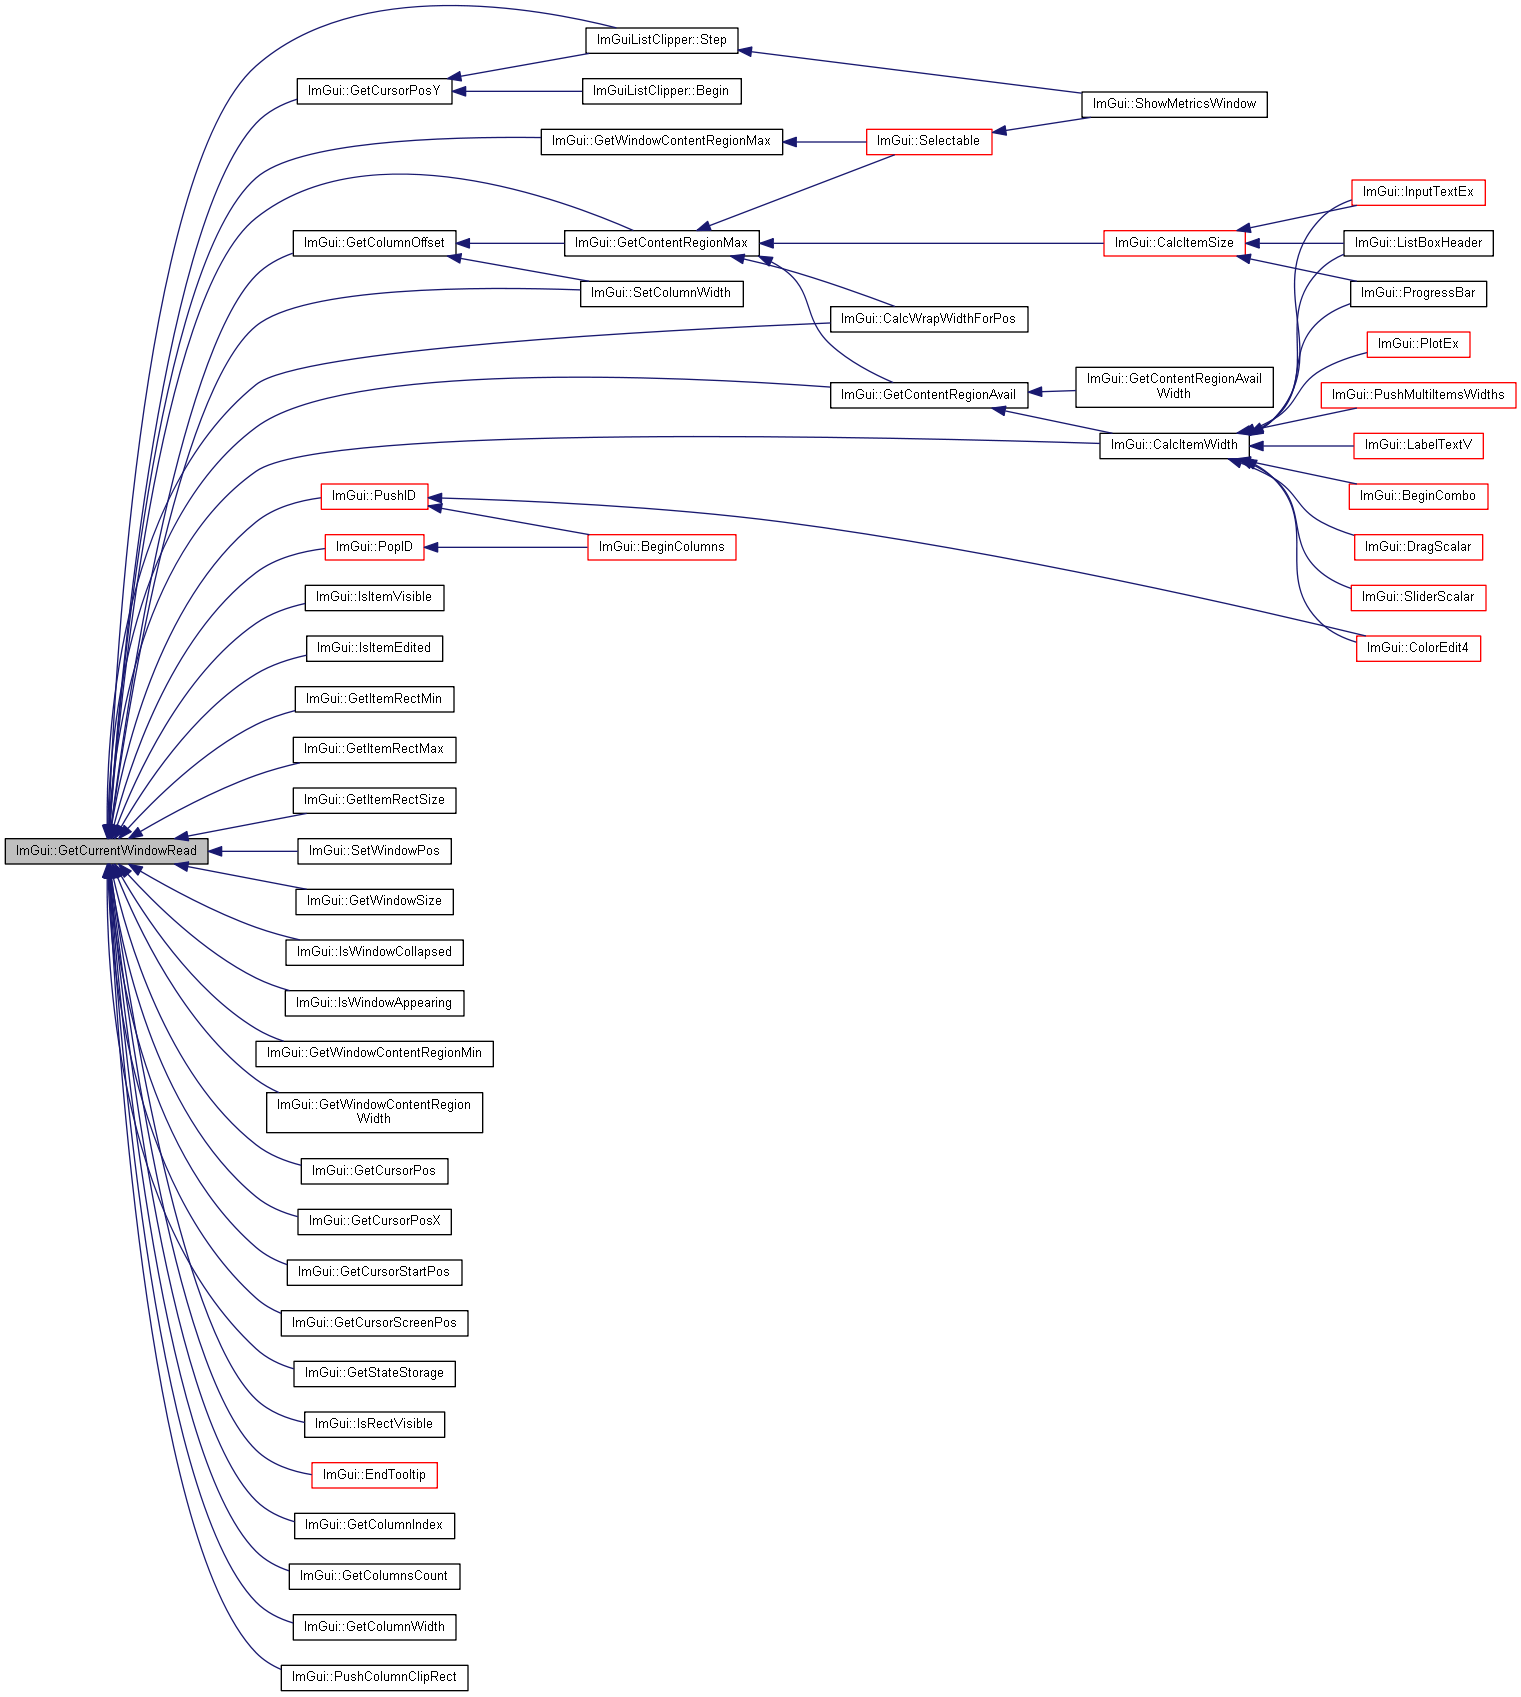 ImGuiListClipper::Step
ImGui::GetCursorPosY
ImGuiListClipper::Begin
ImGui::ShowMetricsWindow
ImGui::GetWindowContentRegionMax
ImGui::Selectable
ImGui::InputTextEx
ImGui::GetColumnOffset
ImGui::GetContentRegionMax
ImGui::CalcItemSize
ImGui::ListBoxHeader
ImGui::SetColumnWidth
ImGui::ProgressBar
ImGui::CalcWrapWidthForPos
ImGui::PlotEx
ImGui::GetContentRegionAvail
ImGui::GetContentRegionAvail
Width
ImGui::PushMultiItemsWidths
ImGui::CalcItemWidth
ImGui::LabelTextV
ImGui::PushID
ImGui::BeginCombo
ImGui::PopID
ImGui::BeginColumns
ImGui::DragScalar
ImGui::IsItemVisible
ImGui::SliderScalar
ImGui::IsItemEdited
ImGui::ColorEdit4
ImGui::GetItemRectMin
ImGui::GetItemRectMax
ImGui::GetItemRectSize
ImGui::GetCurrentWindowRead
ImGui::SetWindowPos
ImGui::GetWindowSize
ImGui::IsWindowCollapsed
ImGui::IsWindowAppearing
ImGui::GetWindowContentRegionMin
ImGui::GetWindowContentRegion
Width
ImGui::GetCursorPos
ImGui::GetCursorPosX
ImGui::GetCursorStartPos
ImGui::GetCursorScreenPos
ImGui::GetStateStorage
ImGui::IsRectVisible
ImGui::EndTooltip
ImGui::GetColumnIndex
ImGui::GetColumnsCount
ImGui::GetColumnWidth
ImGui::PushColumnClipRect